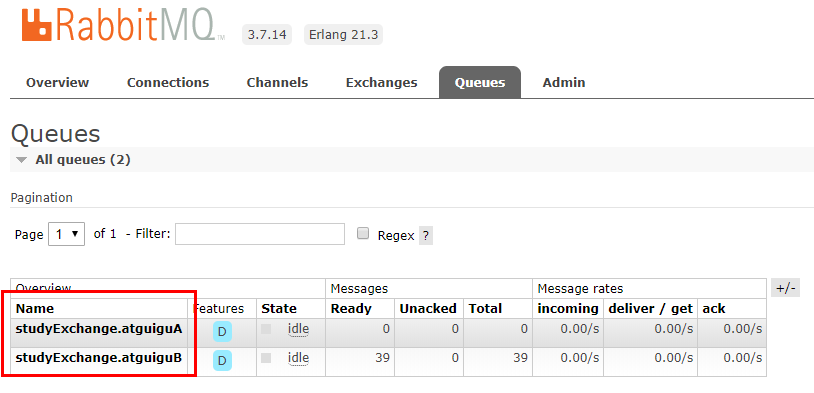 RabbitMQ TM 3.7.14 Erlang 21.3
Overview Connections Channels Exchanges Queues Admin
Queues
All queues (2)
Pagination
Page 1 of 1 - Filter: Regex ?
Overview Messages Message rates +/-
Name Features State Ready Unacked Total incoming deliver / get ack
studyExchange.atguiguA D idle 0 0 0 0.00/s 0.00/s 0.00/s
studyExchange.atguiguB D idle 39 0 39 0.00/s 0.00/s 0.00/s